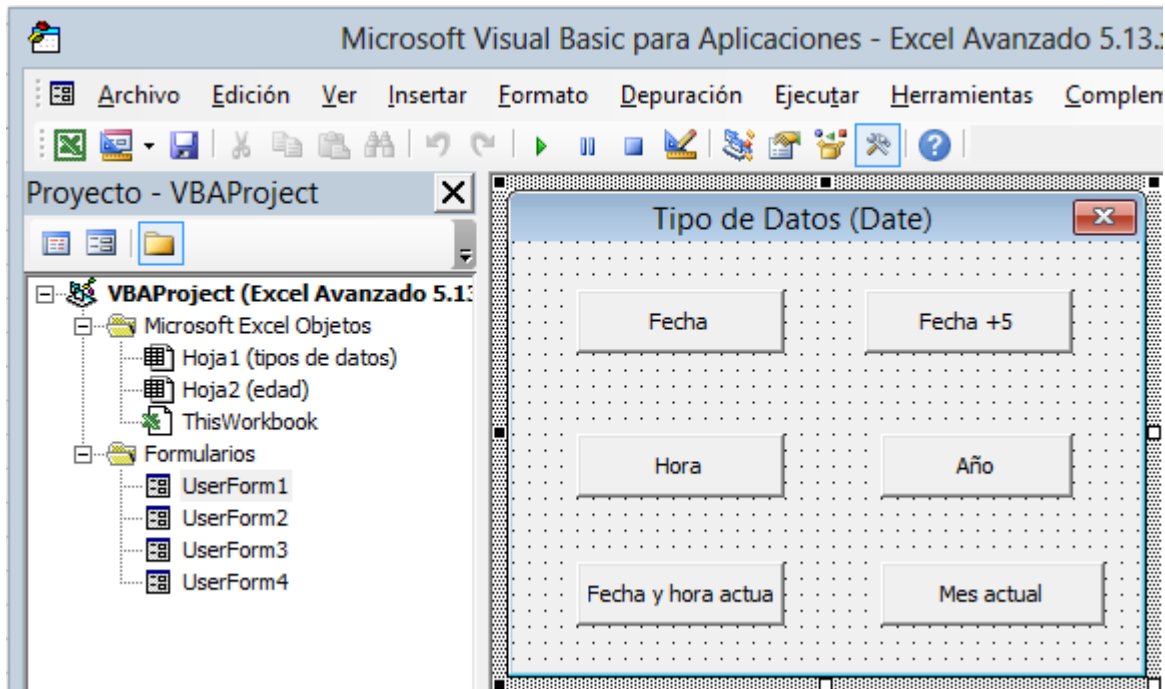 Microsoft Visual Basic para Aplicaciones - Excel Avanzado 5.13.
Archivo Edición Ver Insertar Formato Depuración Ejecutar Herramientas Complem
Proyecto - VBAProject
VBAProject (Excel Avanzado 5.13
Microsoft Excel Objetos
Hoja1 (tipos de datos)
Hoja2 (edad)
ThisWorkbook
Formularios
UserForm1
UserForm2
UserForm3
UserForm4
Tipo de Datos (Date)
Fecha Fecha +5
Hora Año
Fecha y hora actua Mes actual